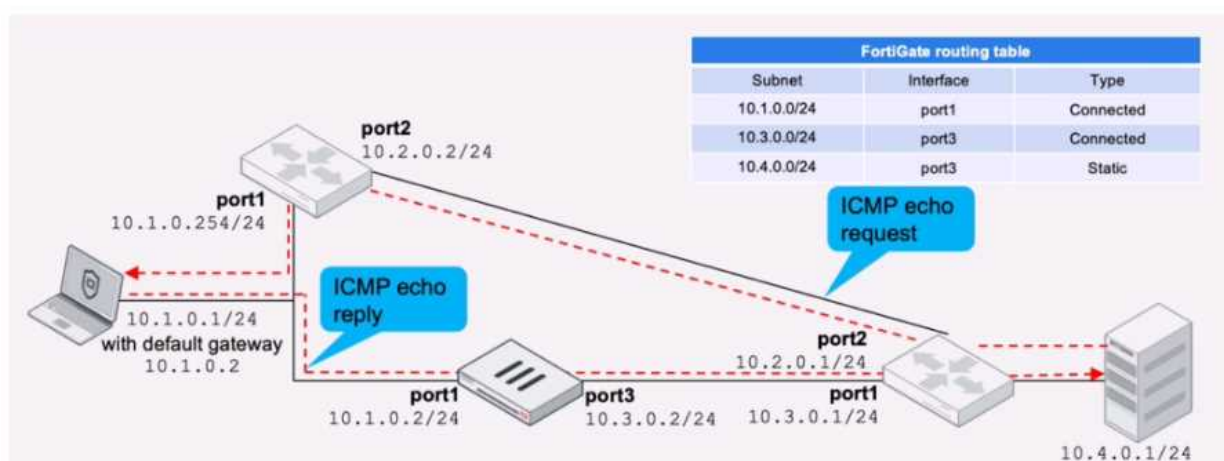 FortiGate routing table
Subnet Interface Type
10.1.0.0/24 port1 Connected
10.3.0.0/24 port3 Connected
10.4.0.0/24 port3 Static
port2
10.2.0.2/24
port1
10.1.0.254/24
ICMP echo
request
ICMP echo
reply
10.1.0.1/24
with default gateway
10.1.0.2
port2
10.2.0.1/24
port1
10.1.0.2/24
port3
10.3.0.2/24
port1
10.3.0.1/24
10.4.0.1/24